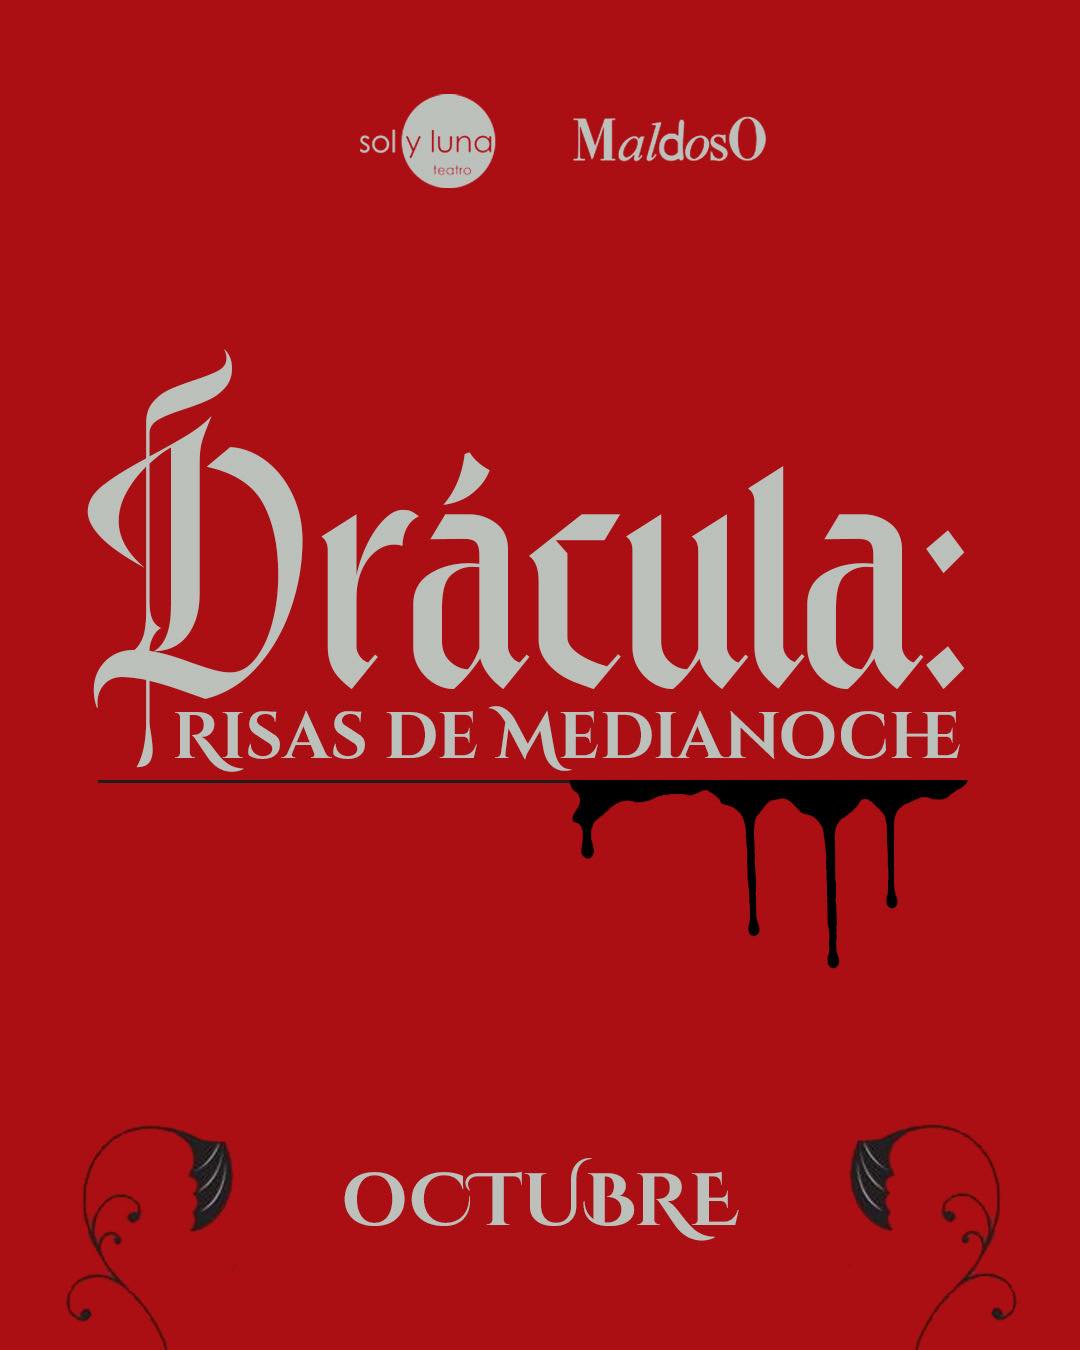 sol y luna
teatro
MaldosO
Drácula:
RISAS DE MEDIANOCHE
OCTUBRE